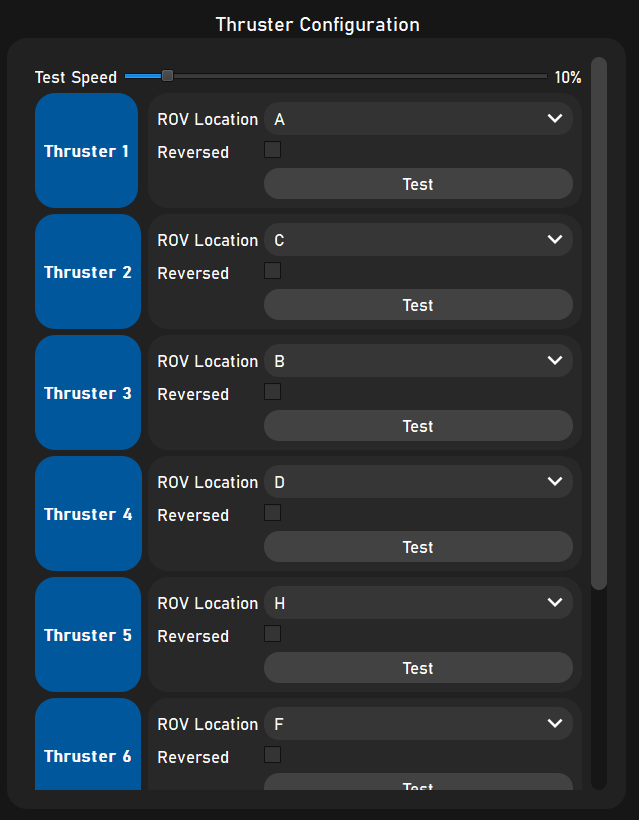 Thruster Configuration
Test Speed 10%
Thruster 1
ROV Location A
Reversed
Test
Thruster 2
ROV Location C
Reversed
Test
Thruster 3
ROV Location B
Reversed
Test
Thruster 4
ROV Location D
Reversed
Test
Thruster 5
ROV Location H
Reversed
Test
Thruster 6
ROV Location F
Reversed
Test